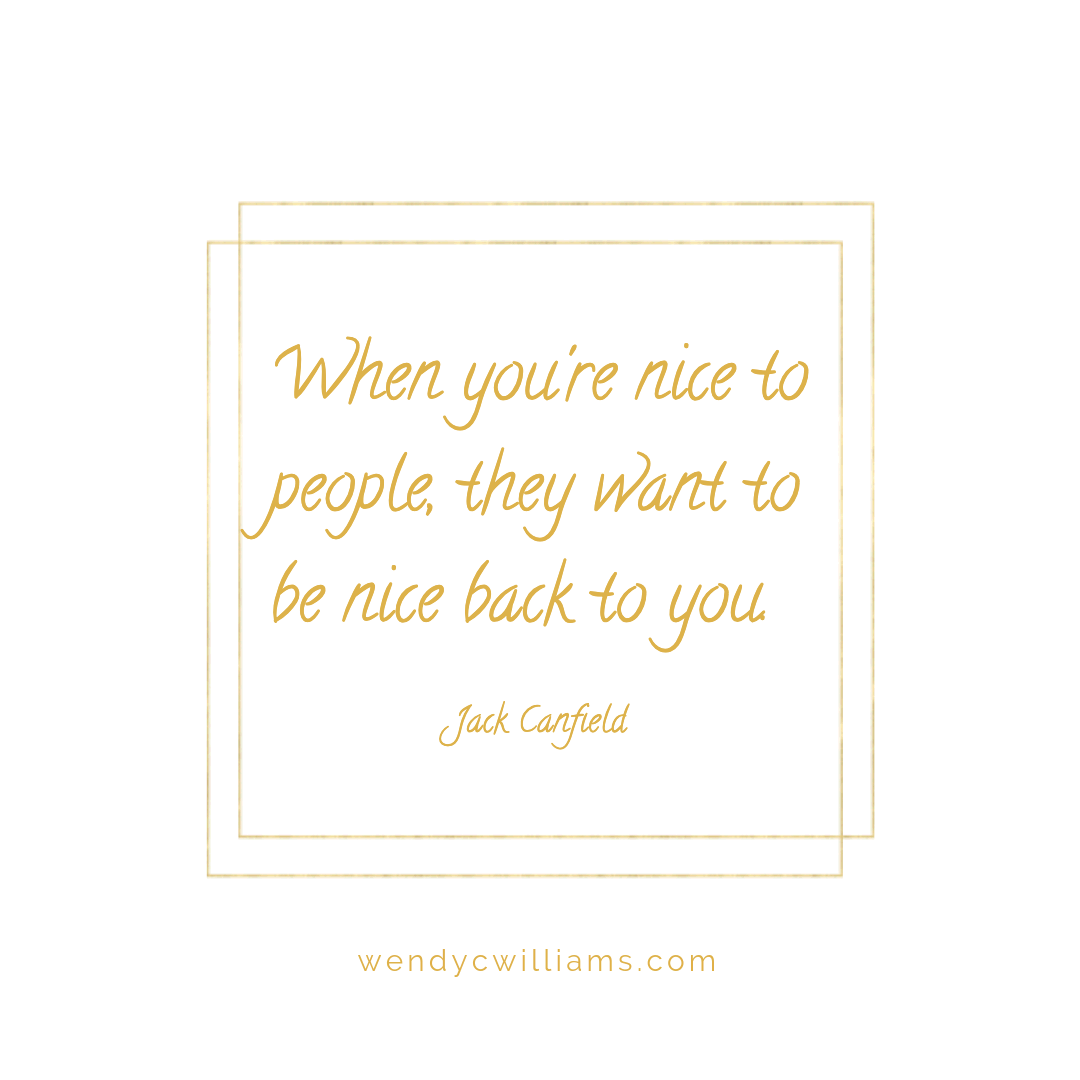 When you're nice to
people, they want to
be nice back to you.
Jack Canfield
wendycwilliams.com